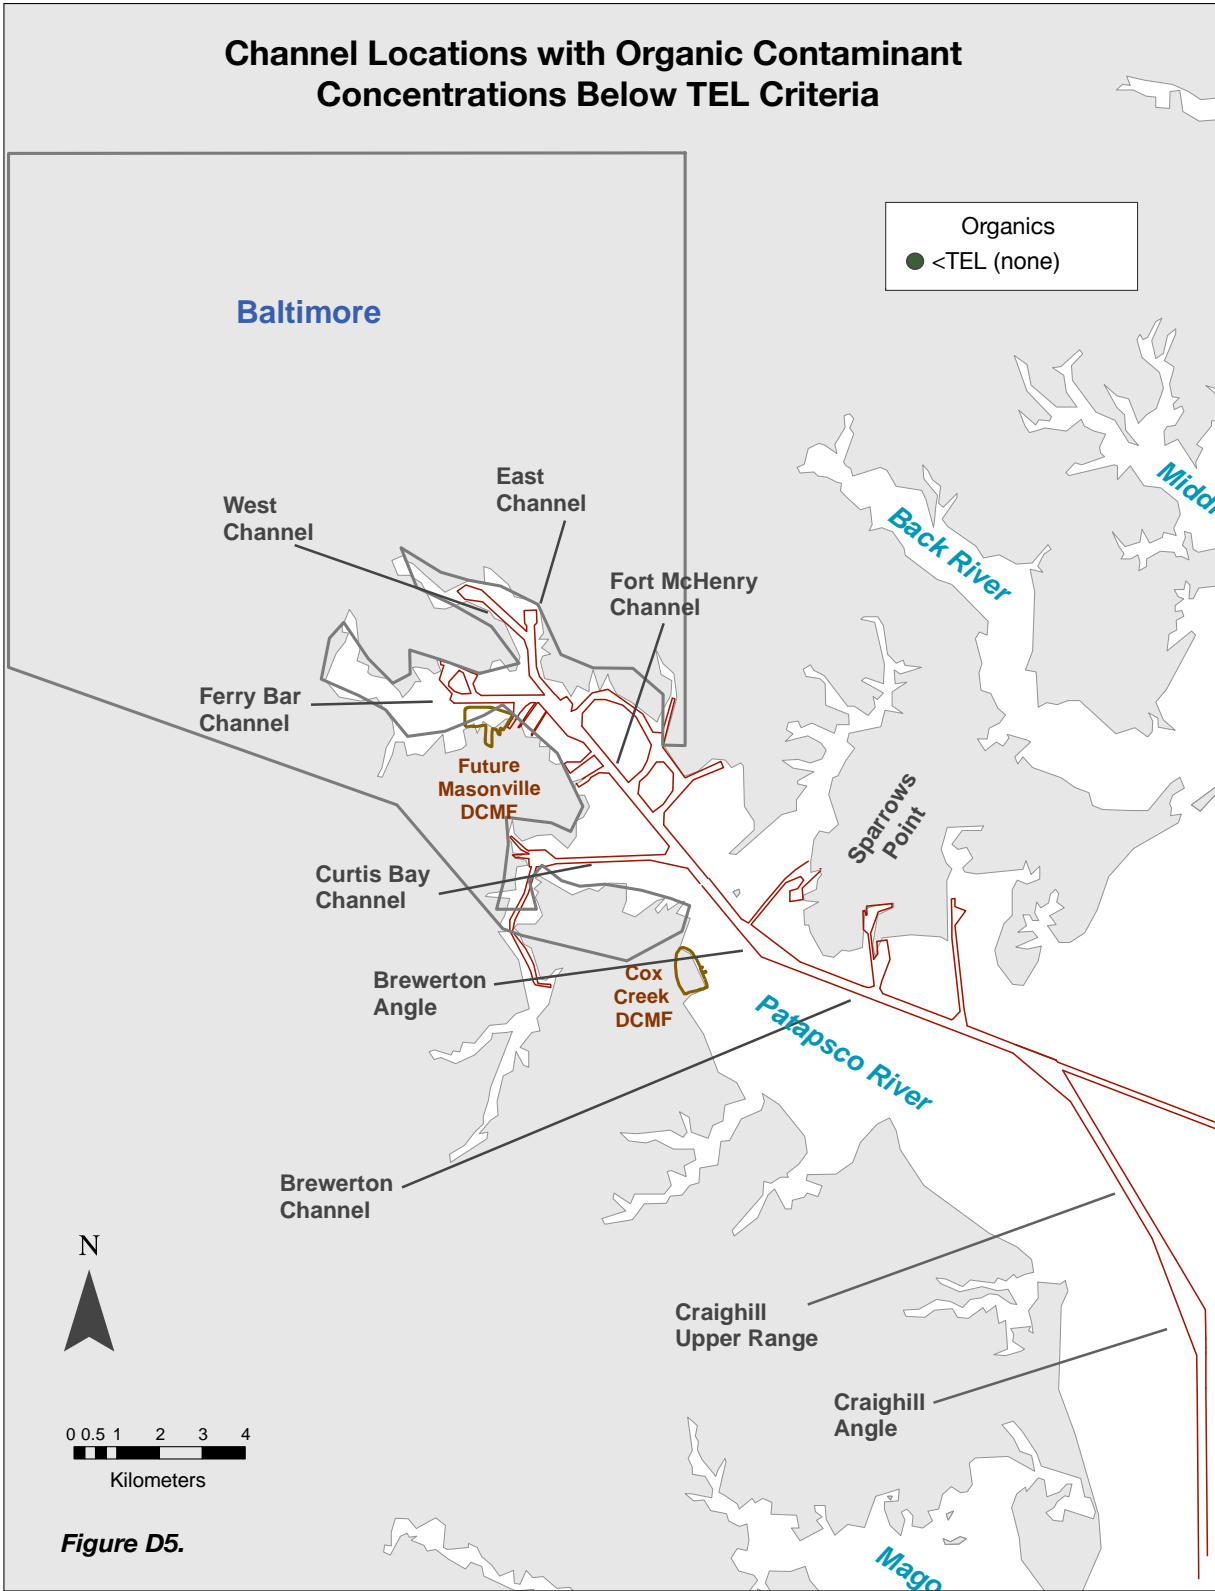 Channel Locations with Organic Contaminant
Concentrations Below TEL Criteria
Organics
<TEL (none)
Baltimore
East
Channel
West
Channel
Fort McHenry
Channel
Back River
Middl
Ferry Bar
Channel
Future
Masonville
DCMF
Sparrows
Point
Curtis Bay
Channel
Brewerton
Angle
Cox
Creek
DCMF
Patapsco River
Brewerton
Channel
N
Craighill
Upper Range
Craighill
Angle
0 0.5 1 2 3 4
Kilometers
Figure D5.
Mago